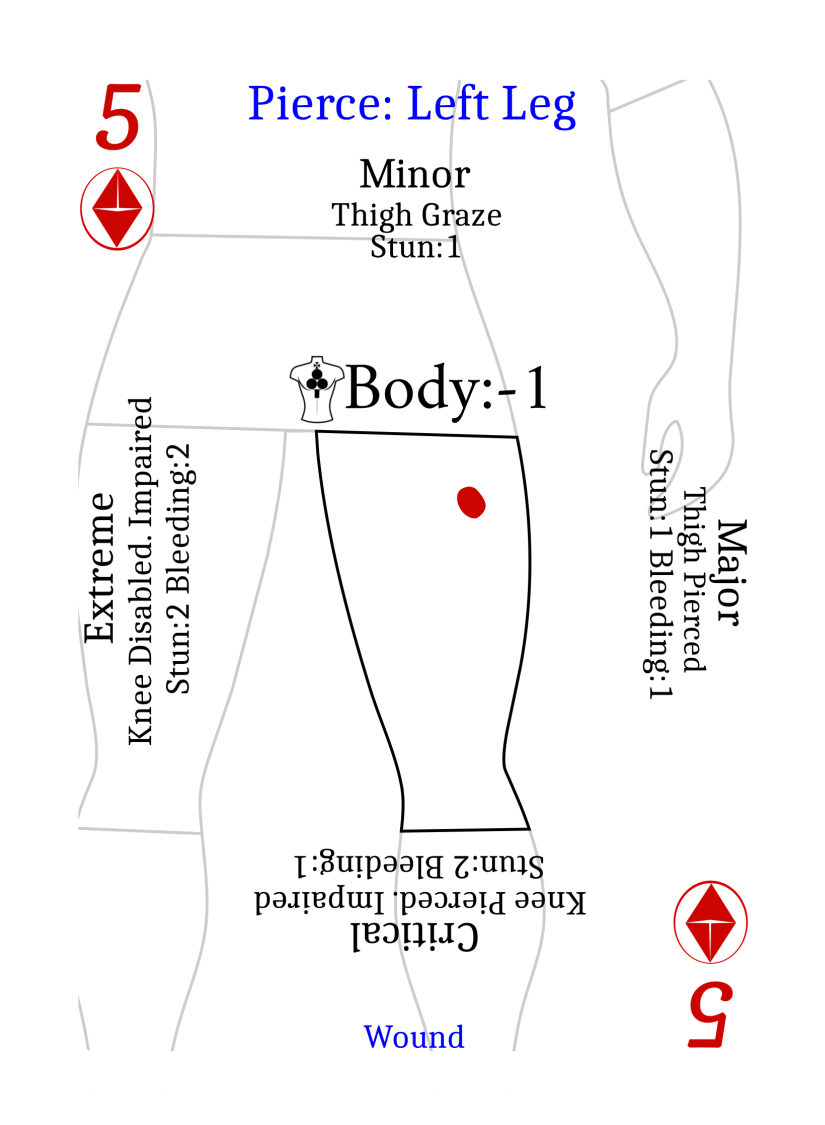 5
Pierce: Left Leg
Minor
Thigh Graze
Stun:1
Body:-1
Extreme
Knee Disabled. Impaired
Stun:2 Bleeding:2
Major
Thigh Pierced
Stun:1 Bleeding:1
Critical
Knee Pierced. Impaired
Stun:2 Bleeding:1
Wound
5